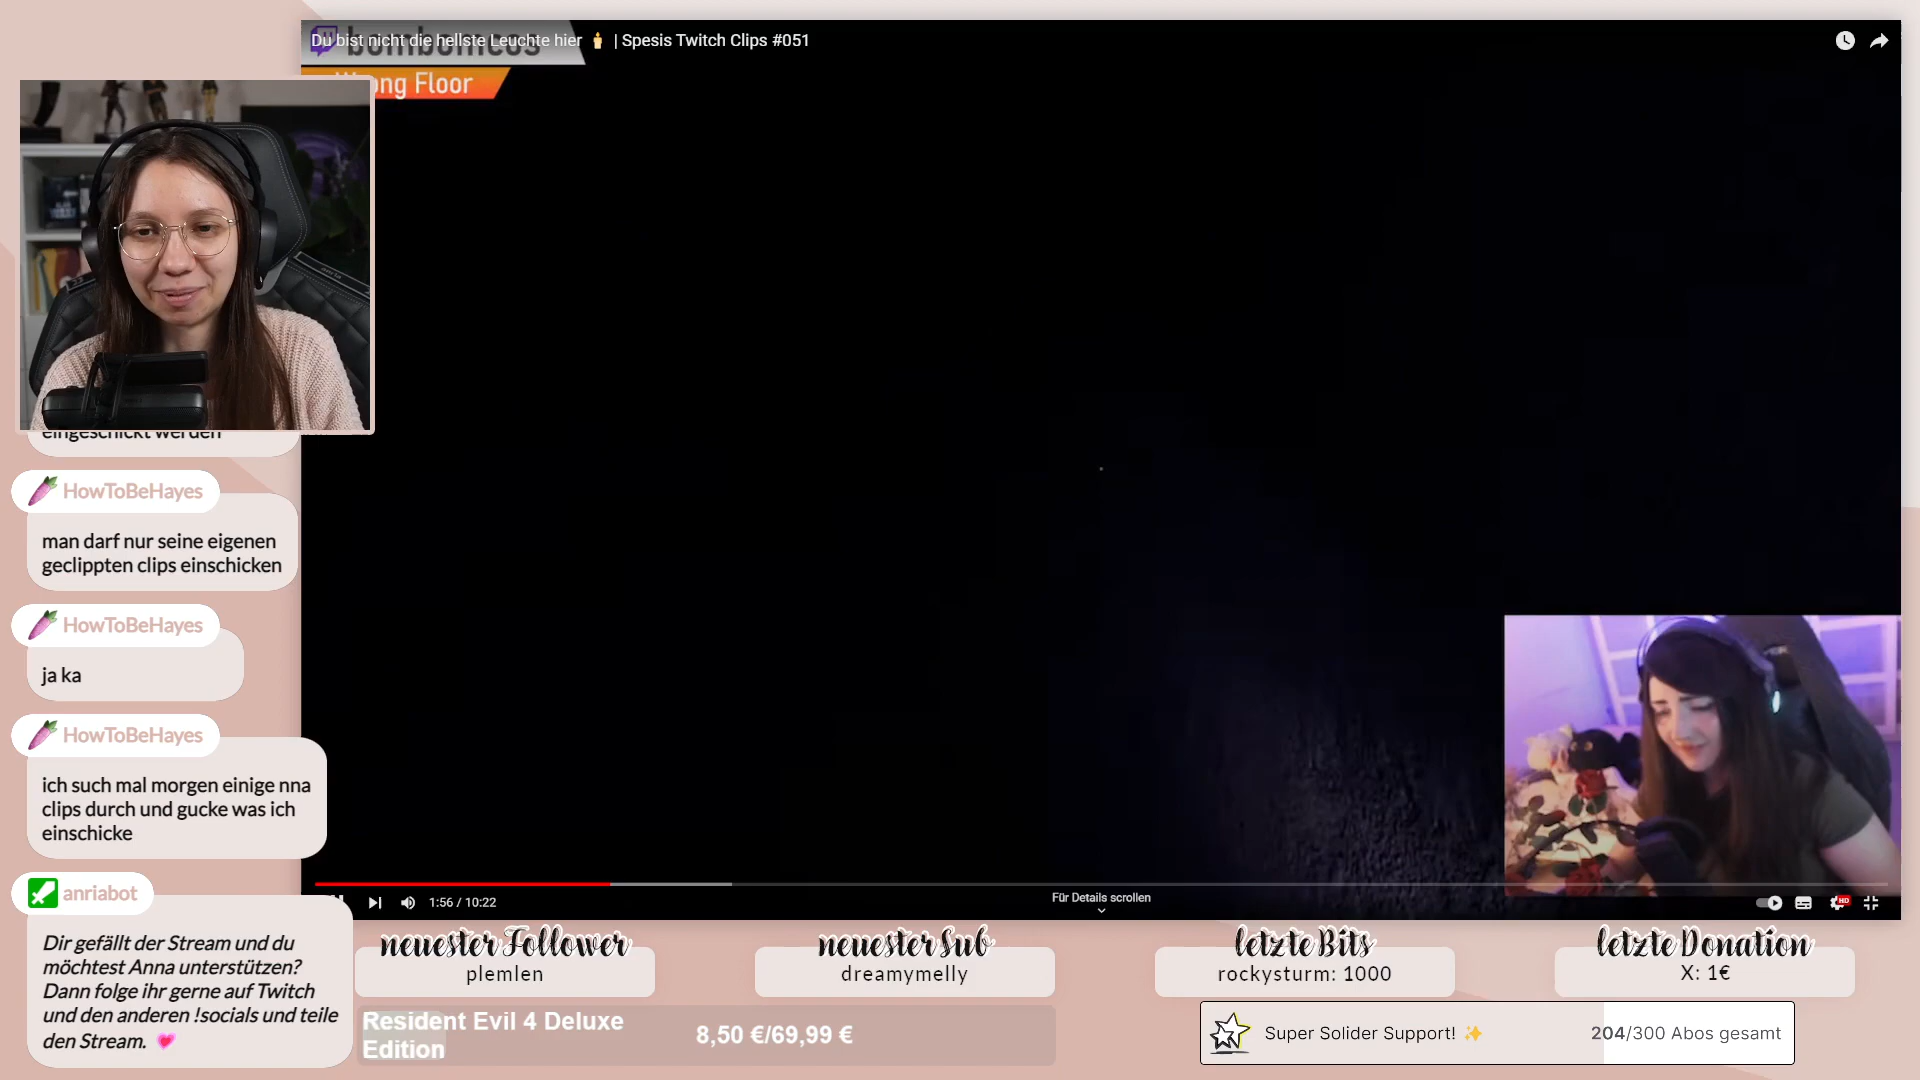 bombomcos
Du bist nicht die hellste Leuchte hier 🕯️ | Spesis Twitch Clips #051
Wrong Floor
eingeschickt werden
HowToBeHayes
man darf nur seine eigenen
geclippten clips einschicken
HowToBeHayes
ja ka
HowToBeHayes
ich such mal morgen einige nna
clips durch und gucke was ich
einschicke
anriabot
Dir gefällt der Stream und du
möchtest Anna unterstützen?
Dann folge ihr gerne auf Twitch
und den anderen !socials und teile
den Stream. 💗
1:56 / 10:22
Für Details scrollen
HD
neuester Follower
plemlen
neuester Sub
dreamymelly
letzte Bits
rockysturm: 1000
letzte Donation
X: 1€
Resident Evil 4 Deluxe
Edition
8,50 €/69,99 €
Super Solider Support! ✨
204/300 Abos gesamt